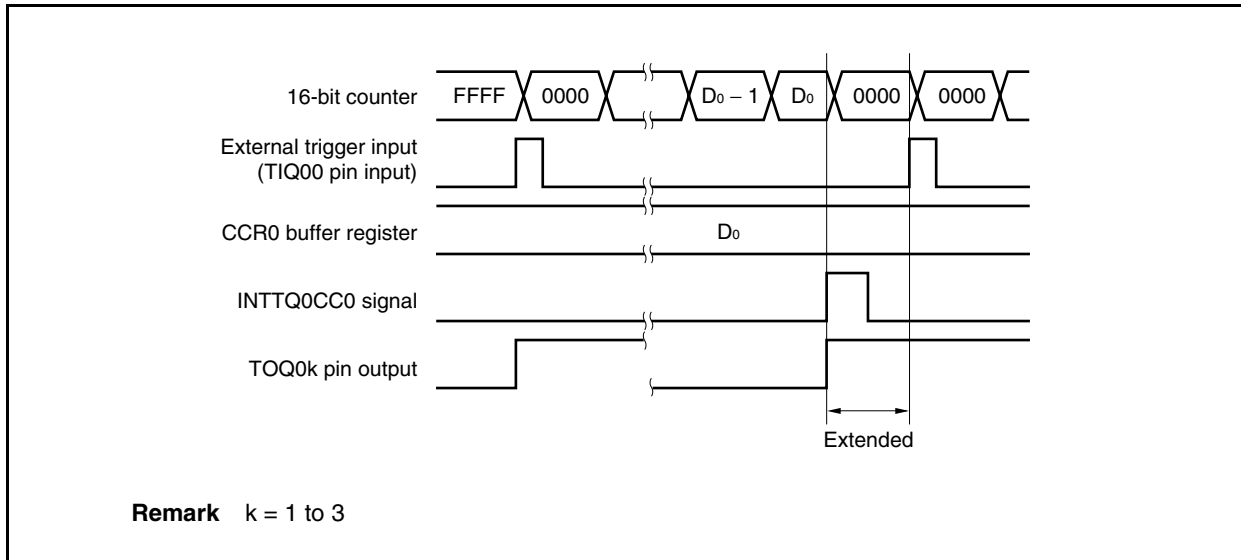 16-bit counter FFFF 0000 D0 − 1 D0 0000 0000
External trigger input
(TIQ00 pin input)
CCR0 buffer register D0
INTTQ0CC0 signal
TOQ0k pin output
Extended
Remark k = 1 to 3